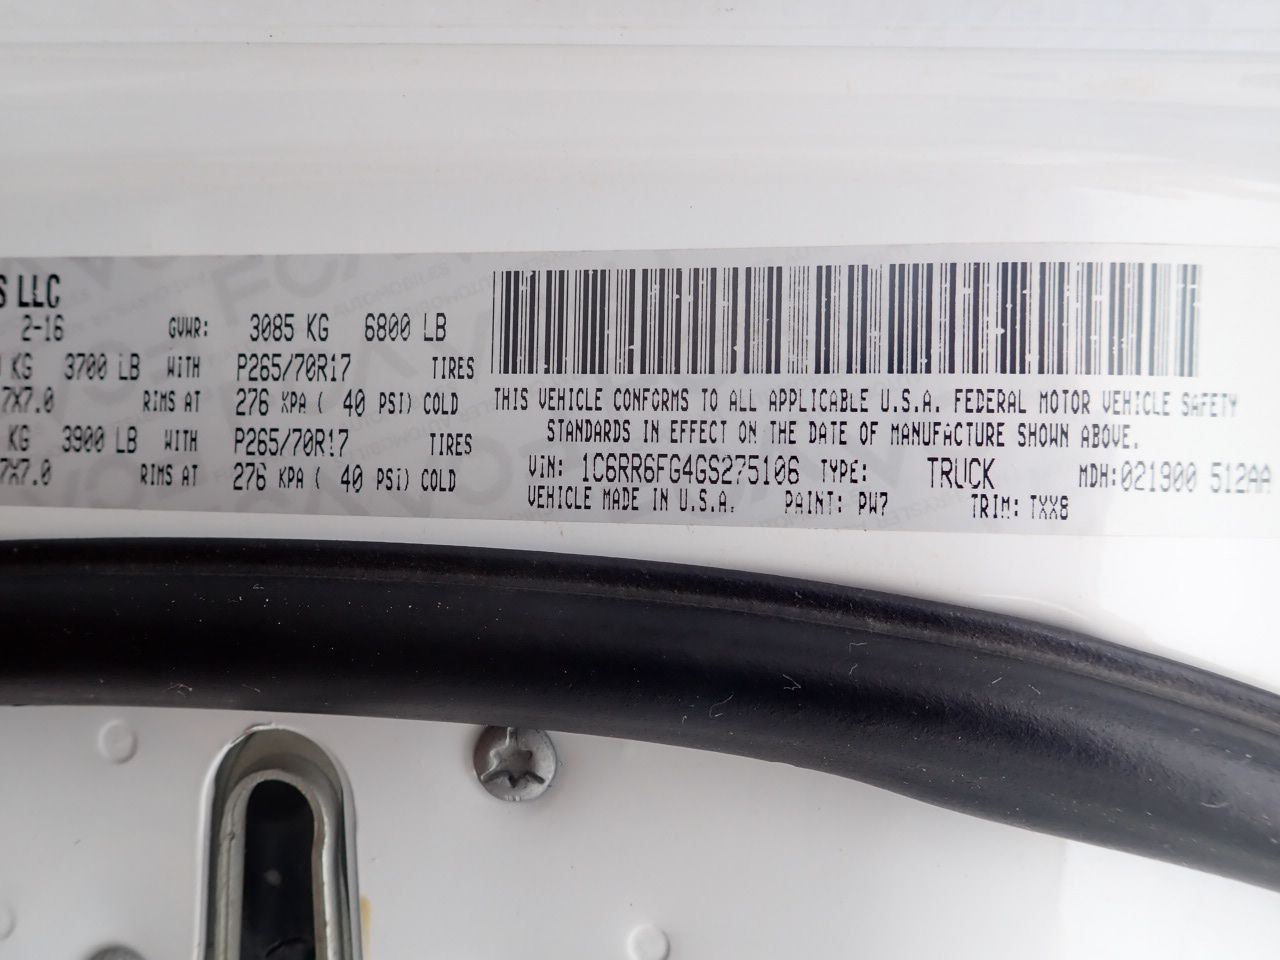 S LLC
2-16 GVWR: 3085 KG 6800 LB
KG 3700 LB WITH P265/70R17 TIRES
7X7.0 RIMS AT 276 KPA ( 40 PSI) COLD
KG 3900 LB WITH P265/70R17 TIRES
7X7.0 RIMS AT 276 KPA ( 40 PSI) COLD
THIS VEHICLE CONFORMS TO ALL APPLICABLE U.S.A. FEDERAL MOTOR VEHICLE SAFETY
STANDARDS IN EFFECT ON THE DATE OF MANUFACTURE SHOWN ABOVE.
VIN: 1C6RR6FG4GS275106 TYPE: TRUCK MDH:021900 512AA
VEHICLE MADE IN U.S.A. PAINT: PW7 TRIM: TXX8